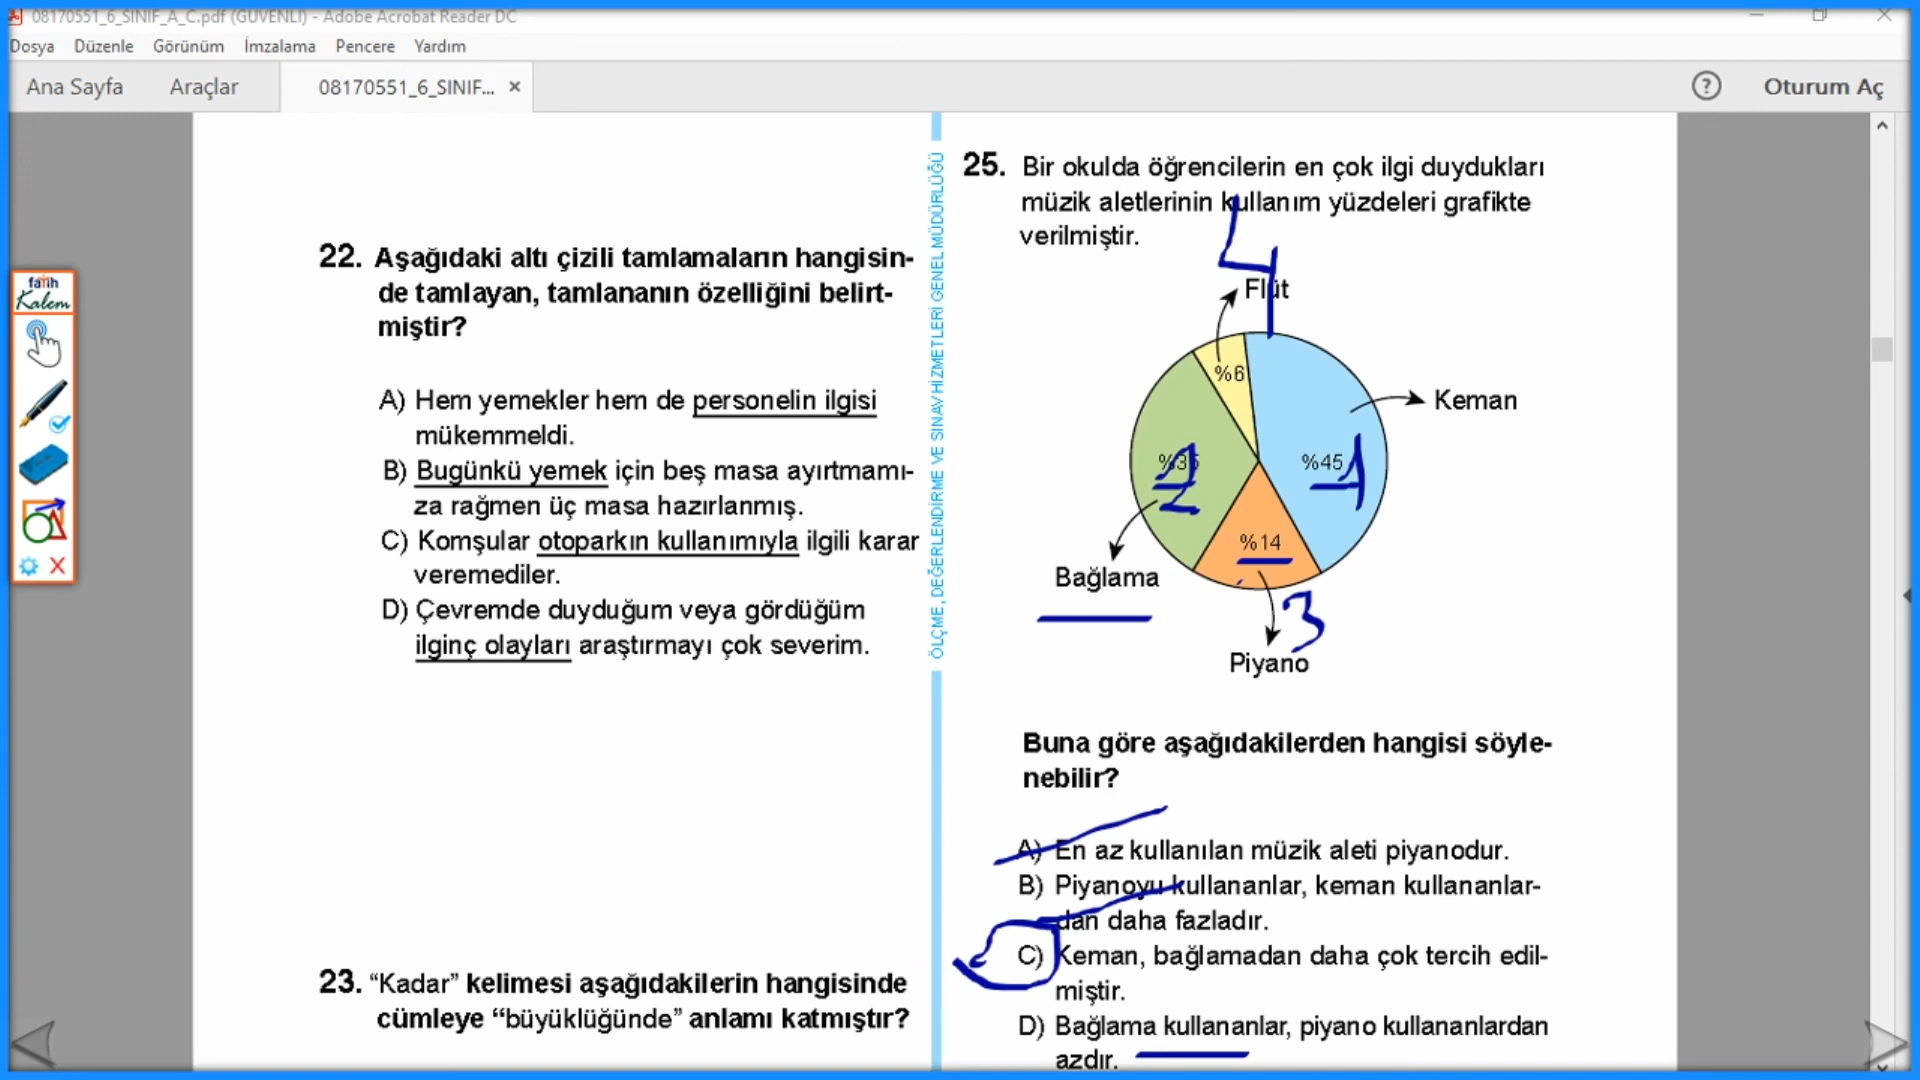 08170551_6_SINIF_A_C.pdf (GÜVENLİ) - Adobe Acrobat Reader DC
Dosya Düzenle Görünüm İmzalama Pencere Yardım
Ana Sayfa Araçlar 08170551_6_SINIF... × ? Oturum Aç
fatih
Kalem
22. Aşağıdaki altı çizili tamlamaların hangisin-
de tamlayan, tamlananın özelliğini belirt-
miştir?
A) Hem yemekler hem de personelin ilgisi
mükemmeldi.
B) Bugünkü yemek için beş masa ayırtmamı-
za rağmen üç masa hazırlanmış.
C) Komşular otoparkın kullanımıyla ilgili karar
veremediler.
D) Çevremde duyduğum veya gördüğüm
ilginç olayları araştırmayı çok severim.
23. “Kadar” kelimesi aşağıdakilerin hangisinde
cümleye “büyüklüğünde” anlamı katmıştır?
ÖLÇME, DEĞERLENDİRME VE SINAV HİZMETLERİ GENEL MÜDÜRLÜĞÜ
25. Bir okulda öğrencilerin en çok ilgi duydukları
müzik aletlerinin kullanım yüzdeleri grafikte
verilmiştir.
4
Flüt
%6
Keman
%35
2
%45
1
%14
Bağlama
3
Piyano
Buna göre aşağıdakilerden hangisi söyle-
nebilir?
A) En az kullanılan müzik aleti piyanodur.
B) Piyanoyu kullananlar, keman kullananlar-
dan daha fazladır.
C) Keman, bağlamadan daha çok tercih edil-
miştir.
D) Bağlama kullananlar, piyano kullananlardan
azdır.